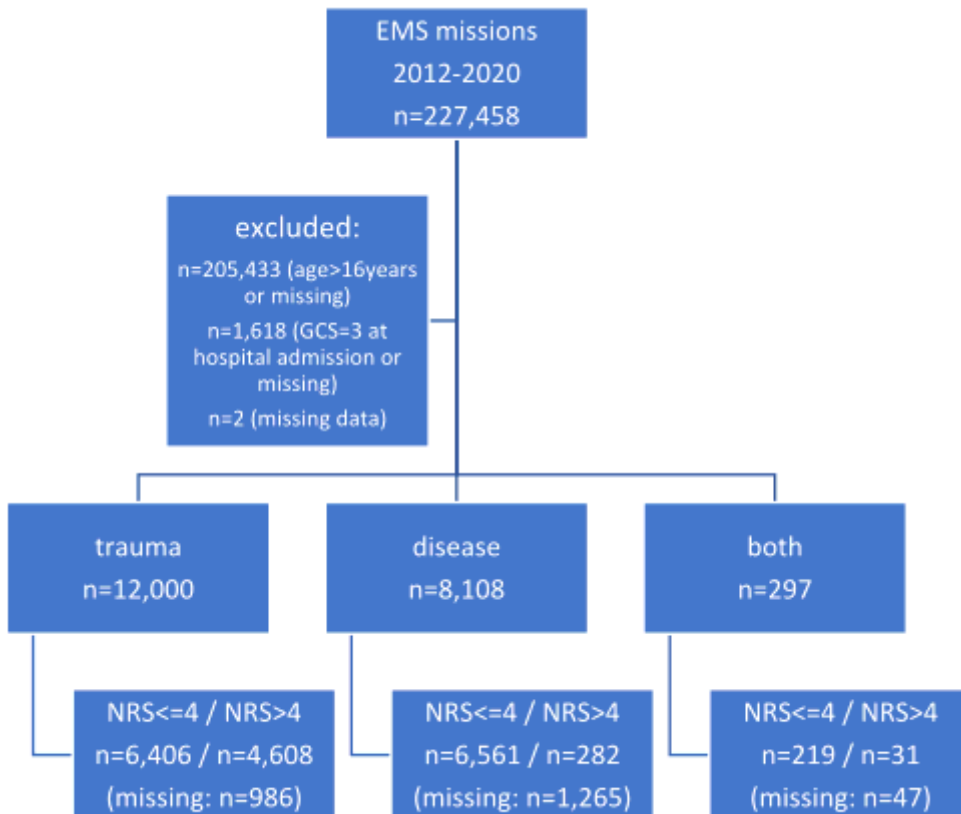 EMS missions
2012-2020
n=227,458
excluded:
n=205,433 (age>16years
or missing)
n=1,618 (GCS=3 at
hospital admission or
missing)
n=2 (missing data)
trauma
n=12,000
disease
n=8,108
both
n=297
NRS<=4 / NRS>4
n=6,406 / n=4,608
(missing: n=986)
NRS<=4 / NRS>4
n=6,561 / n=282
(missing: n=1,265)
NRS<=4 / NRS>4
n=219 / n=31
(missing: n=47)